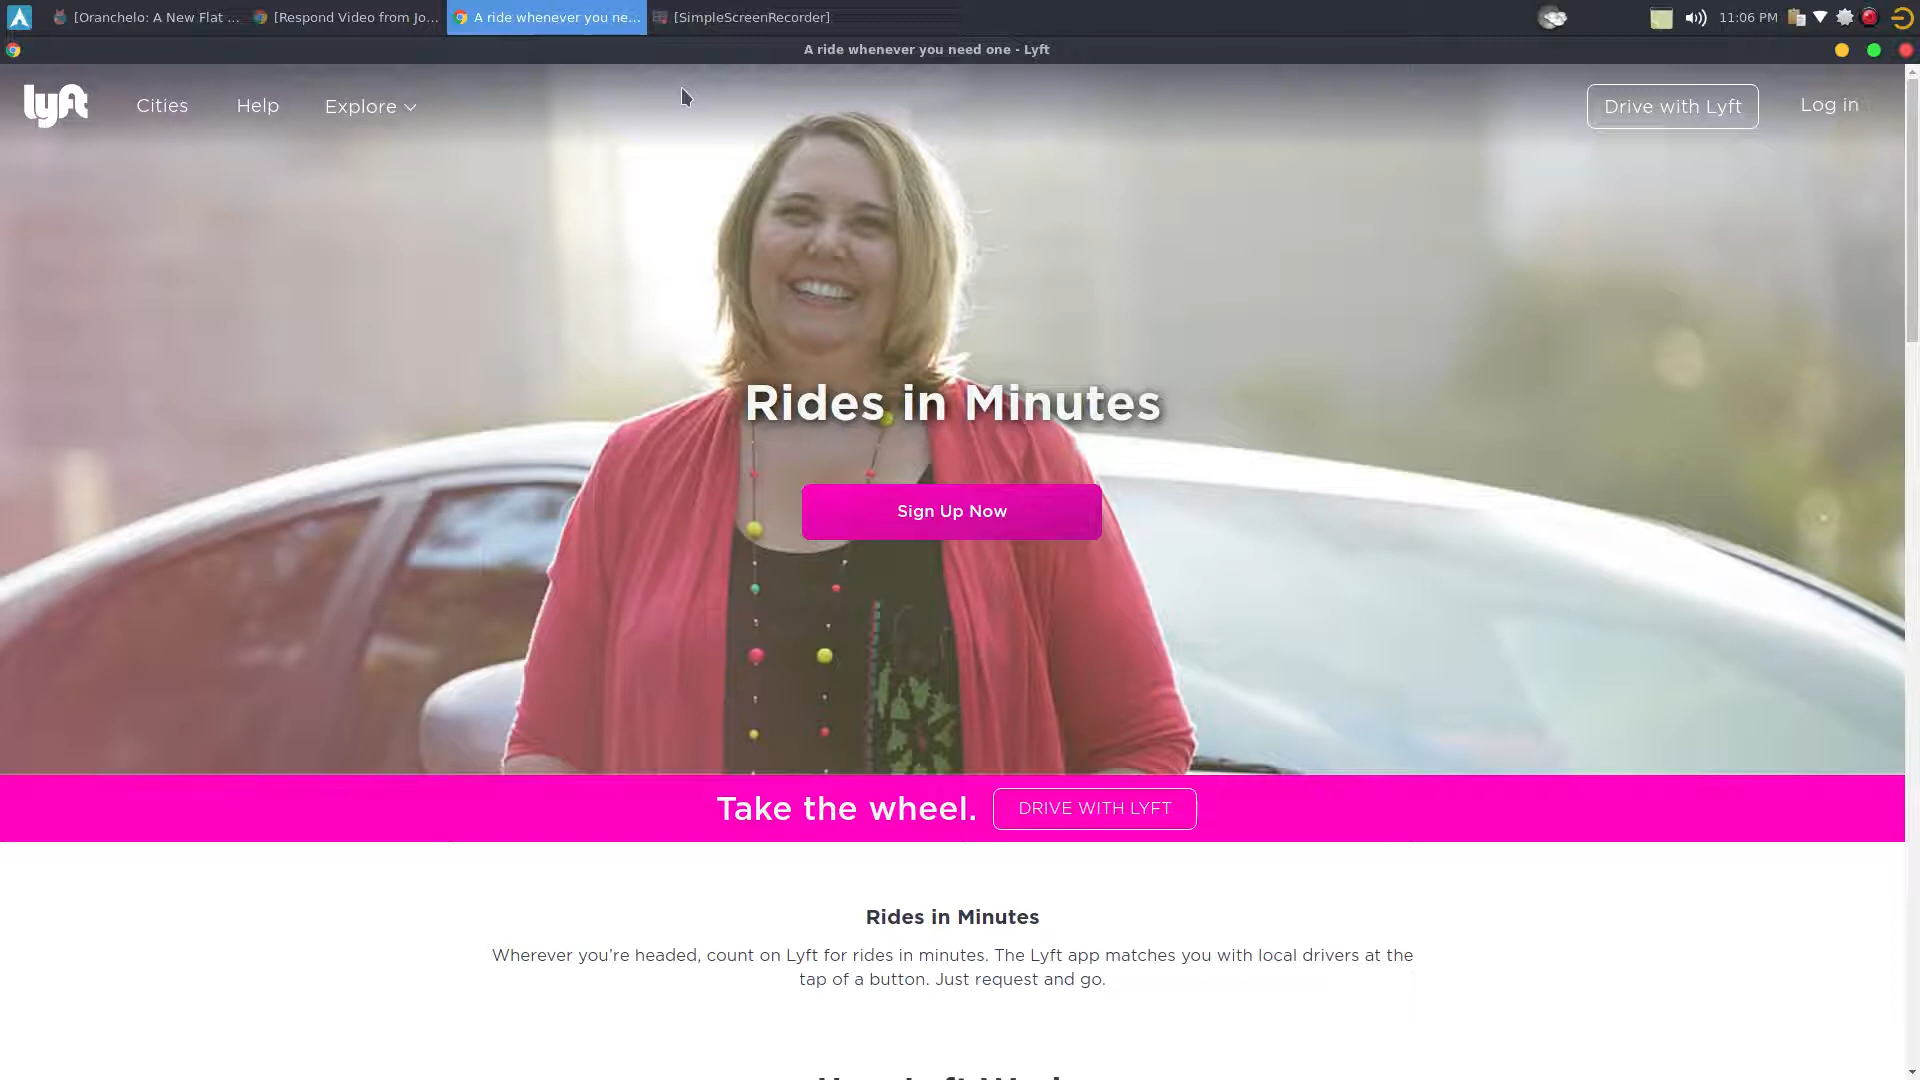 [Oranchelo: A New Flat ...
[Respond Video from Jo...
A ride whenever you ne...
[SimpleScreenRecorder]
11:06 PM
A ride whenever you need one - Lyft
lyft
Cities
Help
Explore
Drive with Lyft
Log in
Rides in Minutes
Sign Up Now
Take the wheel.
DRIVE WITH LYFT
Rides in Minutes
Wherever you’re headed, count on Lyft for rides in minutes. The Lyft app matches you with local drivers at the
tap of a button. Just request and go.